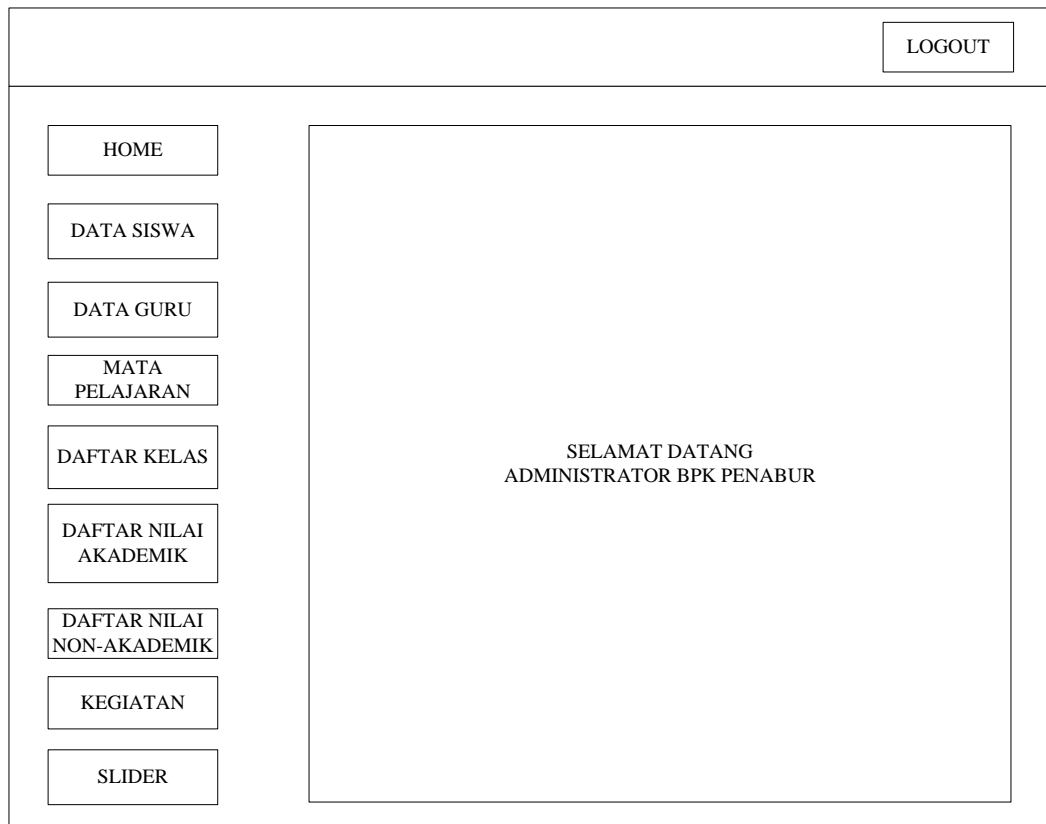 LOGOUT
HOME
DATA SISWA
DATA GURU
MATA
PELAJARAN
DAFTAR KELAS
DAFTAR NILAI
AKADEMIK
DAFTAR NILAI
NON-AKADEMIK
KEGIATAN
SLIDER
SELAMAT DATANG
ADMINISTRATOR BPK PENABUR